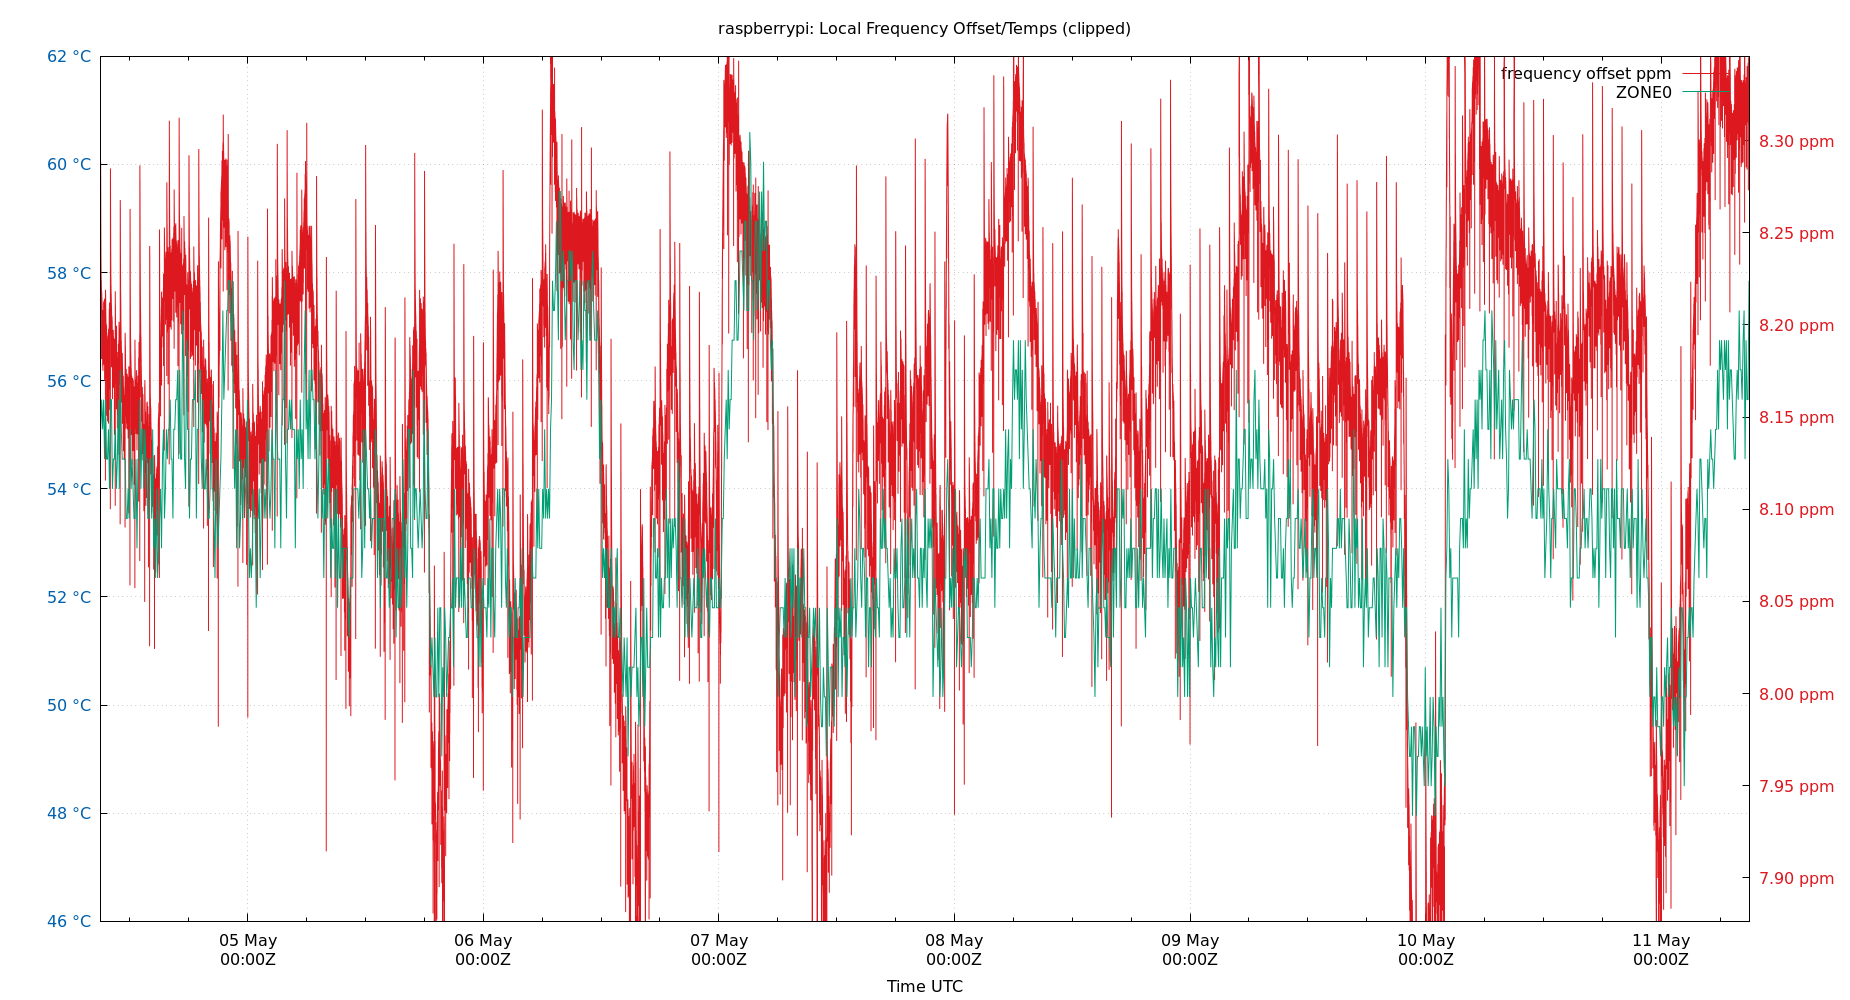 raspberrypi: Local Frequency Offset/Temps (clipped)
62 °C
60 °C
58 °C
56 °C
54 °C
52 °C
50 °C
48 °C
46 °C
frequency offset ppm
ZONE0
8.30 ppm
8.25 ppm
8.20 ppm
8.15 ppm
8.10 ppm
8.05 ppm
8.00 ppm
7.95 ppm
7.90 ppm
05 May
00:00Z
06 May
00:00Z
07 May
00:00Z
08 May
00:00Z
09 May
00:00Z
10 May
00:00Z
11 May
00:00Z
Time UTC